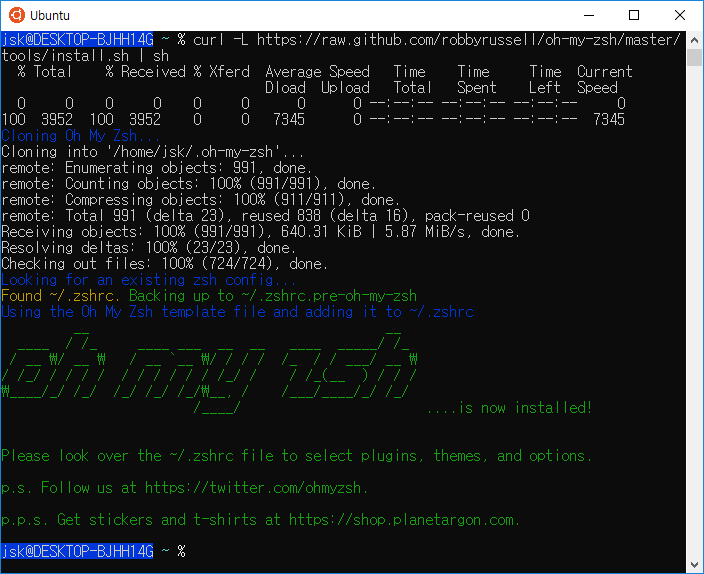 Ubuntu
jsk@DESKTOP-BJHH14G ~ % curl -L https://raw.github.com/robbyrussell/oh-my-zsh/master/
tools/install.sh | sh
  % Total    % Received % Xferd  Average Speed   Time    Time     Time  Current
                                 Dload  Upload   Total   Spent    Left  Speed
  0     0    0     0    0     0      0      0 --:--:-- --:--:-- --:--:--     0
100  3952  100  3952    0     0   7345      0 --:--:-- --:--:-- --:--:--  7345
Cloning Oh My Zsh...
Cloning into '/home/jsk/.oh-my-zsh'...
remote: Enumerating objects: 991, done.
remote: Counting objects: 100% (991/991), done.
remote: Compressing objects: 100% (911/911), done.
remote: Total 991 (delta 23), reused 838 (delta 16), pack-reused 0
Receiving objects: 100% (991/991), 640.31 KiB | 5.87 MiB/s, done.
Resolving deltas: 100% (23/23), done.
Checking out files: 100% (724/724), done.
Looking for an existing zsh config...
Found ~/.zshrc. Backing up to ~/.zshrc.pre-oh-my-zsh
Using the Oh My Zsh template file and adding it to ~/.zshrc
oh my zsh
....is now installed!
Please look over the ~/.zshrc file to select plugins, themes, and options.
p.s. Follow us at https://twitter.com/ohmyzsh.
p.p.s. Get stickers and t-shirts at https://shop.planetargon.com.
jsk@DESKTOP-BJHH14G ~ %